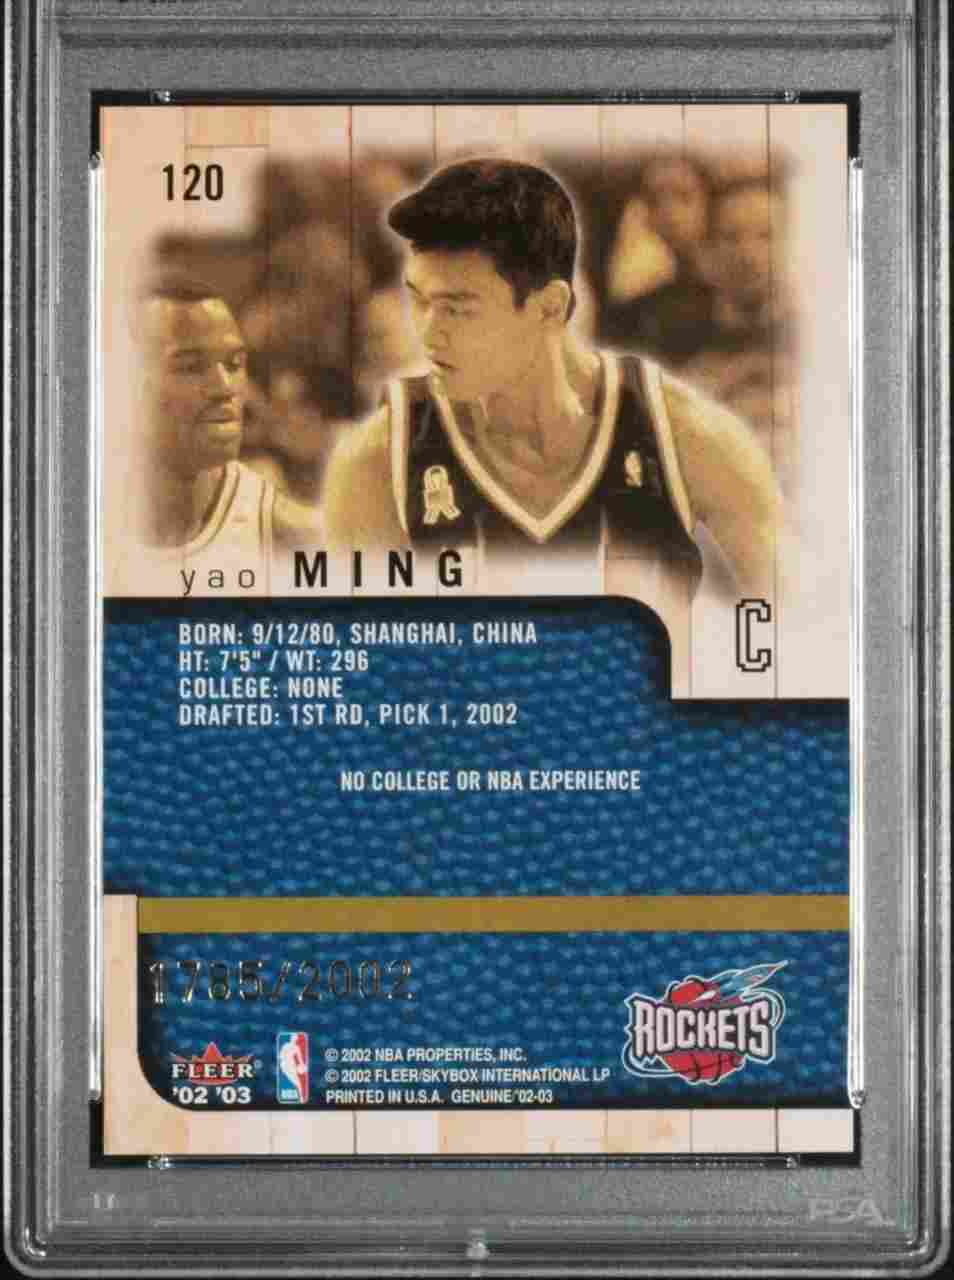 120
yao MING
C
BORN: 9/12/80, SHANGHAI, CHINA
HT: 7'5" / WT: 296
COLLEGE: NONE
DRAFTED: 1ST RD, PICK 1, 2002
NO COLLEGE OR NBA EXPERIENCE
1785/2002
ROCKETS
FLEER
'02 '03
NBA
© 2002 NBA PROPERTIES, INC.
© 2002 FLEER/SKYBOX INTERNATIONAL LP
PRINTED IN U.S.A. GENUINE/'02-03
PSA